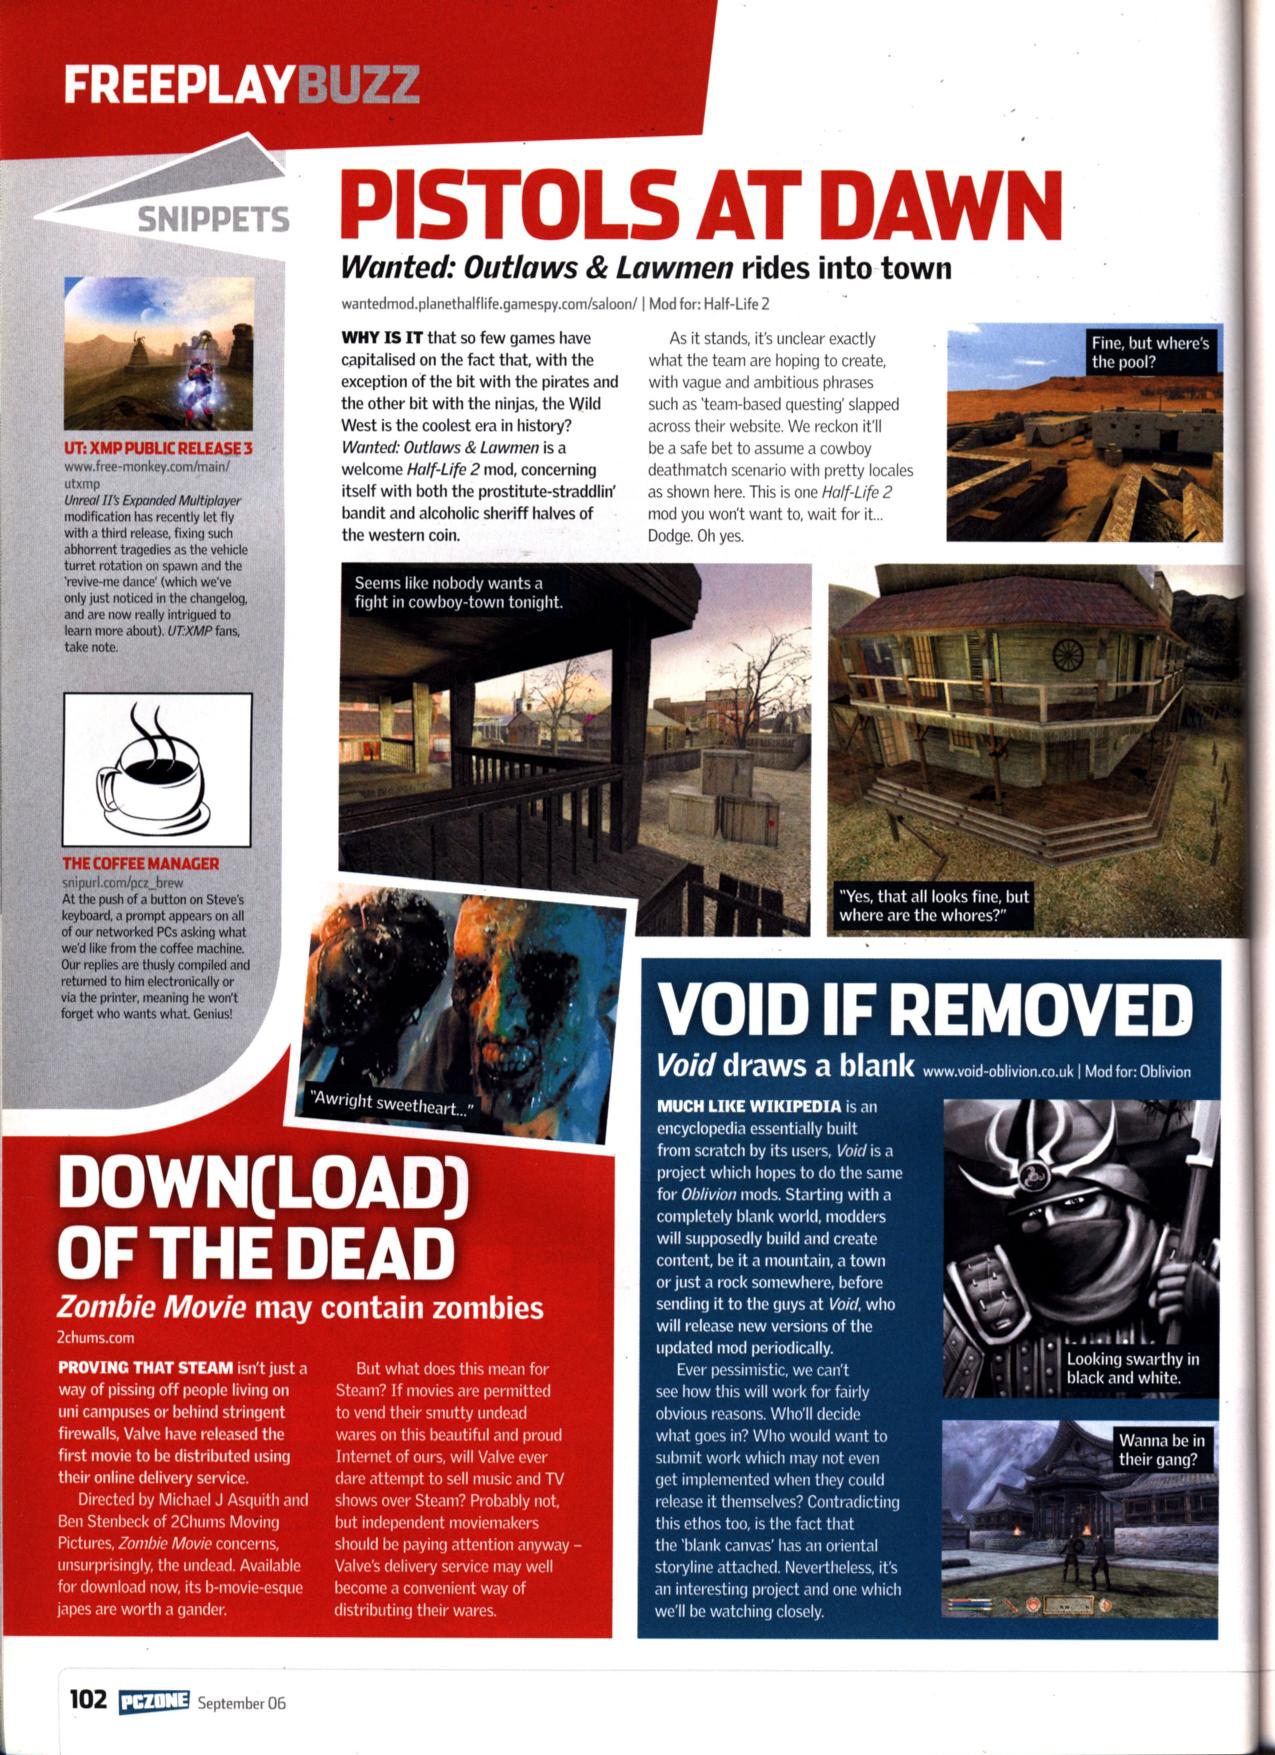 FREEPLAYBUZZ
SNIPPETS
UT: XMP PUBLIC RELEASE 3
www.free-monkey.com/main/
utxmp
Unreal II's Expanded Multiplayer
modification has recently let fly
with a third release, fixing such
abhorrent tragedies as the vehicle
turret rotation on spawn and the
'revive-me dance' (which we've
only just noticed in the changelog,
and are now really intrigued to
learn more about). UT:XMP fans,
take note.
THE COFFEE MANAGER
snipurl.com/pcz_brew
At the push of a button on Steve's
keyboard, a prompt appears on all
of our networked PCs asking what
we'd like from the coffee machine.
Our replies are thusly compiled and
returned to him electronically or
via the printer, meaning he won't
forget who wants what. Genius!
PISTOLS AT DAWN
Wanted: Outlaws & Lawmen rides into town
wantedmod.planethalflife.gamespy.com/saloon/ | Mod for: Half-Life 2
WHY IS IT that so few games have
capitalised on the fact that, with the
exception of the bit with the pirates and
the other bit with the ninjas, the Wild
West is the coolest era in history?
Wanted: Outlaws & Lawmen is a
welcome Half-Life 2 mod, concerning
itself with both the prostitute-straddlin'
bandit and alcoholic sheriff halves of
the western coin.
As it stands, it's unclear exactly
what the team are hoping to create,
with vague and ambitious phrases
such as 'team-based questing' slapped
across their website. We reckon it'll
be a safe bet to assume a cowboy
deathmatch scenario with pretty locales
as shown here. This is one Half-Life 2
mod you won't want to, wait for it...
Dodge. Oh yes.
Fine, but where's
the pool?
Seems like nobody wants a
fight in cowboy-town tonight.
"Yes, that all looks fine, but
where are the whores?"
"Awright sweetheart..."
DOWN(LOAD)
OF THE DEAD
Zombie Movie may contain zombies
2chums.com
PROVING THAT STEAM isn't just a
way of pissing off people living on
uni campuses or behind stringent
firewalls, Valve have released the
first movie to be distributed using
their online delivery service.
Directed by Michael J Asquith and
Ben Stenbeck of 2Chums Moving
Pictures, Zombie Movie concerns,
unsurprisingly, the undead. Available
for download now, its b-movie-esque
japes are worth a gander.
But what does this mean for
Steam? If movies are permitted
to vend their smutty undead
wares on this beautiful and proud
Internet of ours, will Valve ever
dare attempt to sell music and TV
shows over Steam? Probably not,
but independent moviemakers
should be paying attention anyway –
Valve's delivery service may well
become a convenient way of
distributing their wares.
VOID IF REMOVED
Void draws a blank www.void-oblivion.co.uk | Mod for: Oblivion
MUCH LIKE WIKIPEDIA is an
encyclopedia essentially built
from scratch by its users, Void is a
project which hopes to do the same
for Oblivion mods. Starting with a
completely blank world, modders
will supposedly build and create
content, be it a mountain, a town
or just a rock somewhere, before
sending it to the guys at Void, who
will release new versions of the
updated mod periodically.
Ever pessimistic, we can't
see how this will work for fairly
obvious reasons. Who'll decide
what goes in? Who would want to
submit work which may not even
get implemented when they could
release it themselves? Contradicting
this ethos too, is the fact that
the 'blank canvas' has an oriental
storyline attached. Nevertheless, it's
an interesting project and one which
we'll be watching closely.
Looking swarthy in
black and white.
Wanna be in
their gang?
102 PCZONE September 06